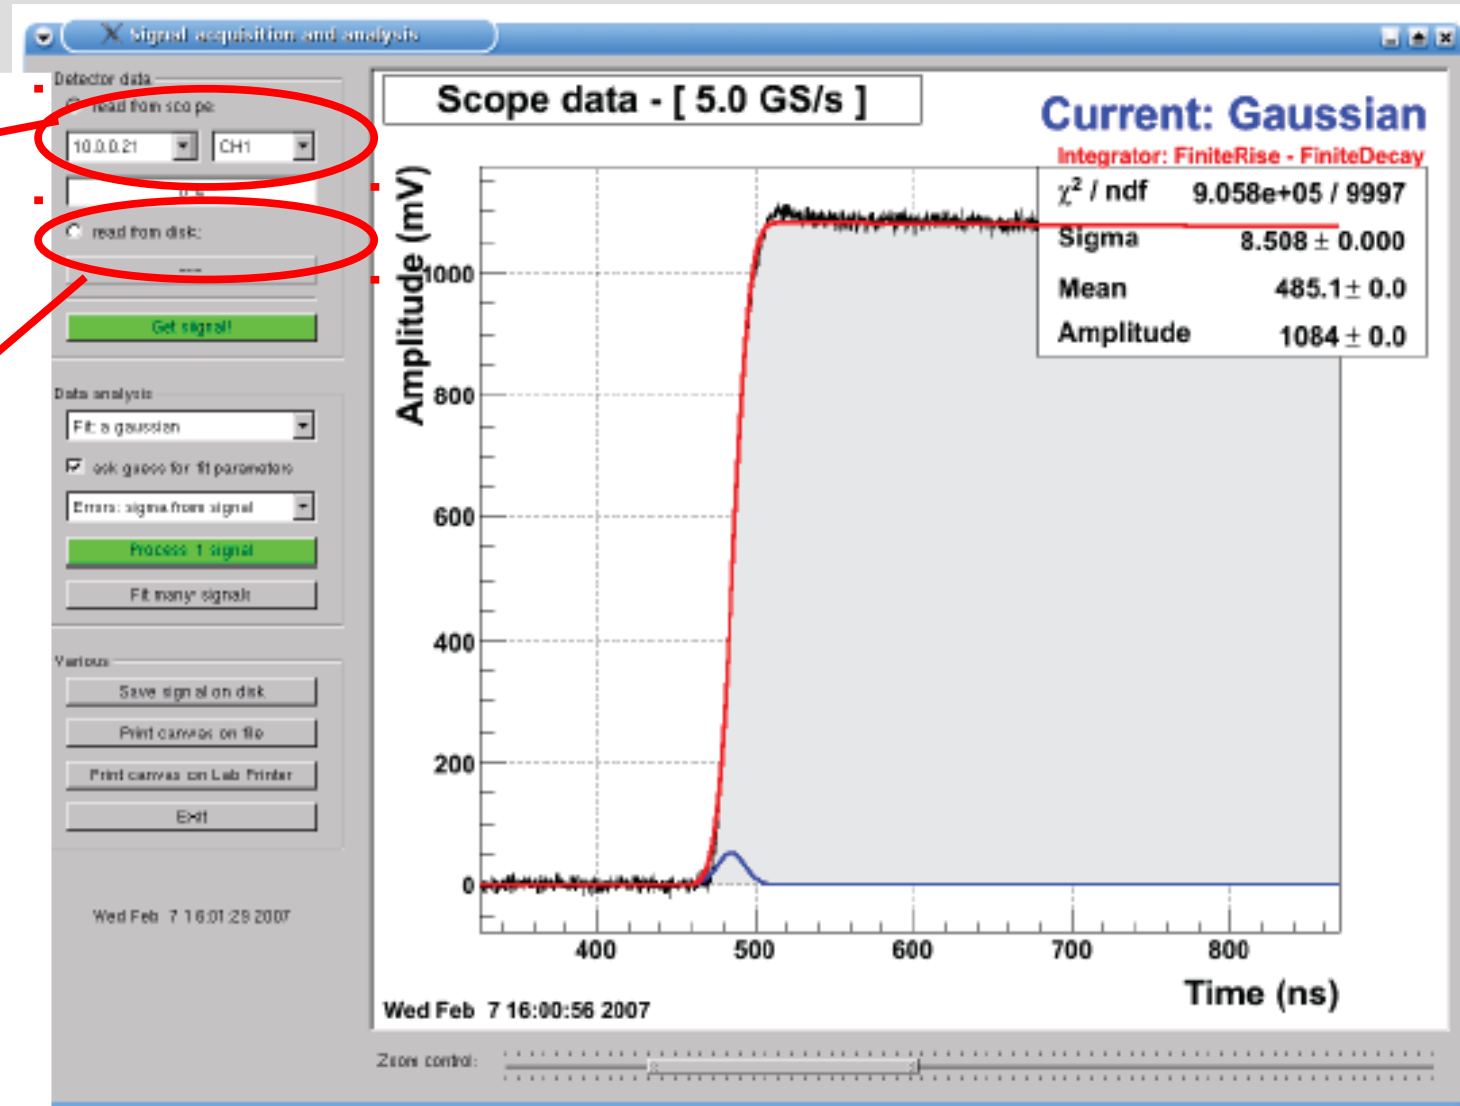 Signal acquisition and analysis
Detector data
read from scope:
10.0.0.21
CH1
read from disk:
Get signal!
Data analysis
Fit: a gaussian
ask guess for fit parameters
Errors: sigma from signal
Process 1 signal
Fit many signals
Various
Save signal on disk
Print canvas on file
Print canvas on Lab Printer
Exit
Wed Feb 7 16:01:29 2007
Scope data - [ 5.0 GS/s ]
Current: Gaussian
Integrator: FiniteRise - FiniteDecay
χ² / ndf 9.058e+05 / 9997
Sigma 8.508 ± 0.000
Mean 485.1 ± 0.0
Amplitude 1084 ± 0.0
Amplitude (mV)
1000
800
600
400
200
0
400 500 600 700 800
Time (ns)
Wed Feb 7 16:00:56 2007
Zoom control: